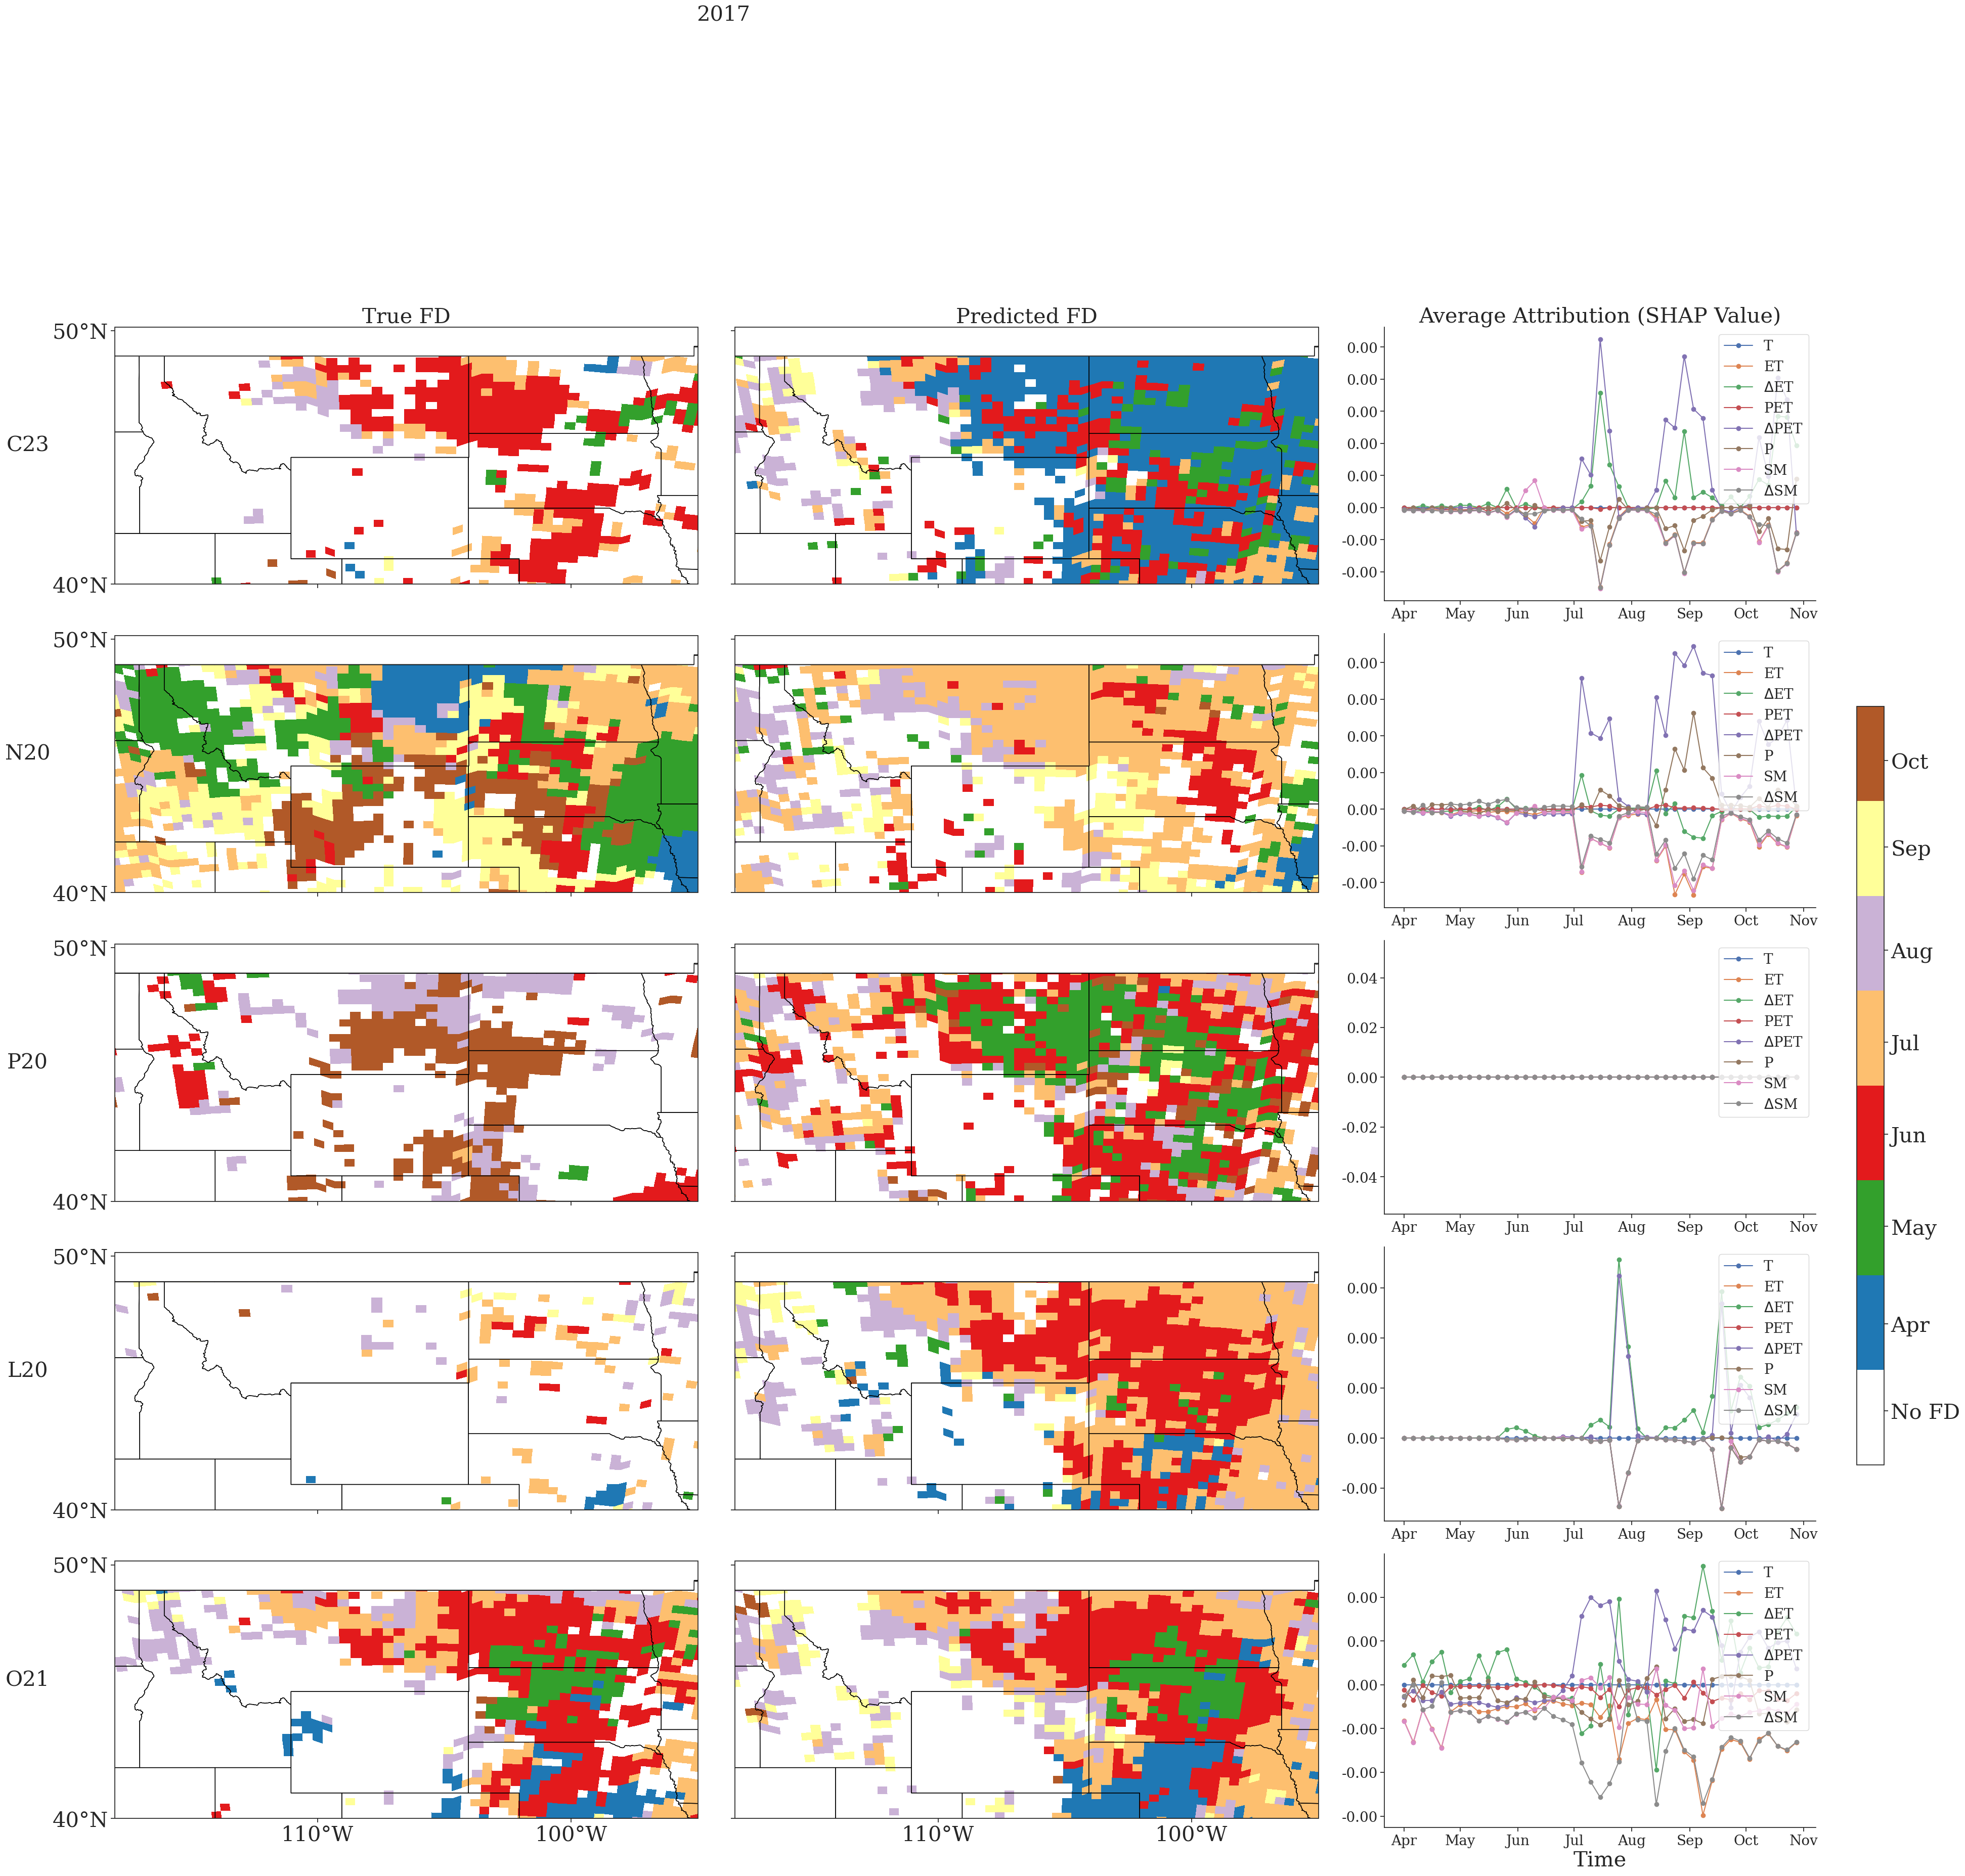 2017
True FD
Predicted FD
Average Attribution (SHAP Value)
C23
50°N
40°N
0.00
0.00
0.00
0.00
0.00
0.00
-0.00
-0.00
T
ET
ΔET
PET
ΔPET
P
SM
ΔSM
Apr May Jun Jul Aug Sep Oct Nov
N20
50°N
40°N
0.00
0.00
0.00
0.00
0.00
-0.00
-0.00
T
ET
ΔET
PET
ΔPET
P
SM
ΔSM
Apr May Jun Jul Aug Sep Oct Nov
P20
50°N
40°N
0.04
0.02
0.00
-0.02
-0.04
T
ET
ΔET
PET
ΔPET
P
SM
ΔSM
Apr May Jun Jul Aug Sep Oct Nov
L20
50°N
40°N
0.00
0.00
0.00
0.00
-0.00
T
ET
ΔET
PET
ΔPET
P
SM
ΔSM
Apr May Jun Jul Aug Sep Oct Nov
O21
50°N
40°N
110°W 100°W
110°W 100°W
0.00
0.00
0.00
-0.00
-0.00
-0.00
T
ET
ΔET
PET
ΔPET
P
SM
ΔSM
Apr May Jun Jul Aug Sep Oct Nov
Time
Oct
Sep
Aug
Jul
Jun
May
Apr
No FD